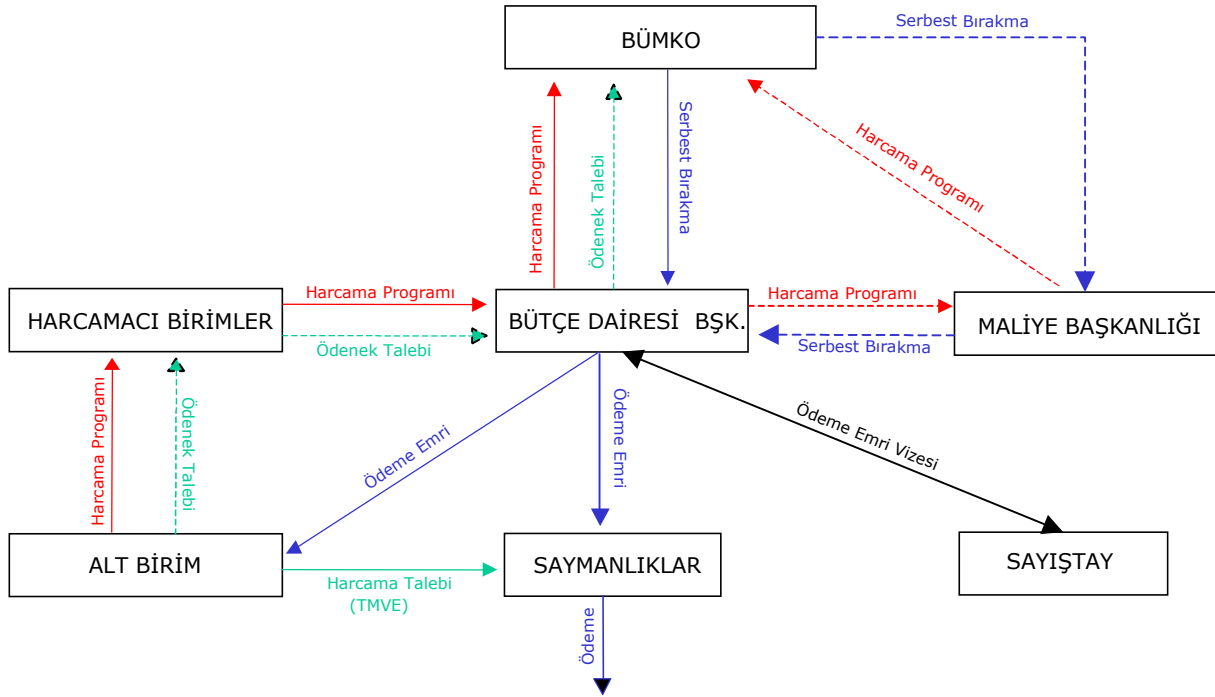 Serbest Bırakma
BÜMKO
Harcama Programı
Ödenek Talebi
Serbest Bırakma
Harcama Programı
Harcama Programı
Ödenek Talebi
HARCAMACI BİRİMLER
BÜTÇE DAİRESİ BŞK.
Harcama Programı
Serbest Bırakma
MALİYE BAŞKANLIĞI
Harcama Programı
Ödenek Talebi
Ödeme Emri
Ödeme Emri
Ödeme Emri Vizesi
ALT BİRİM
Harcama Talebi
(TMVE)
SAYMANLIKLAR
SAYIŞTAY
Ödeme